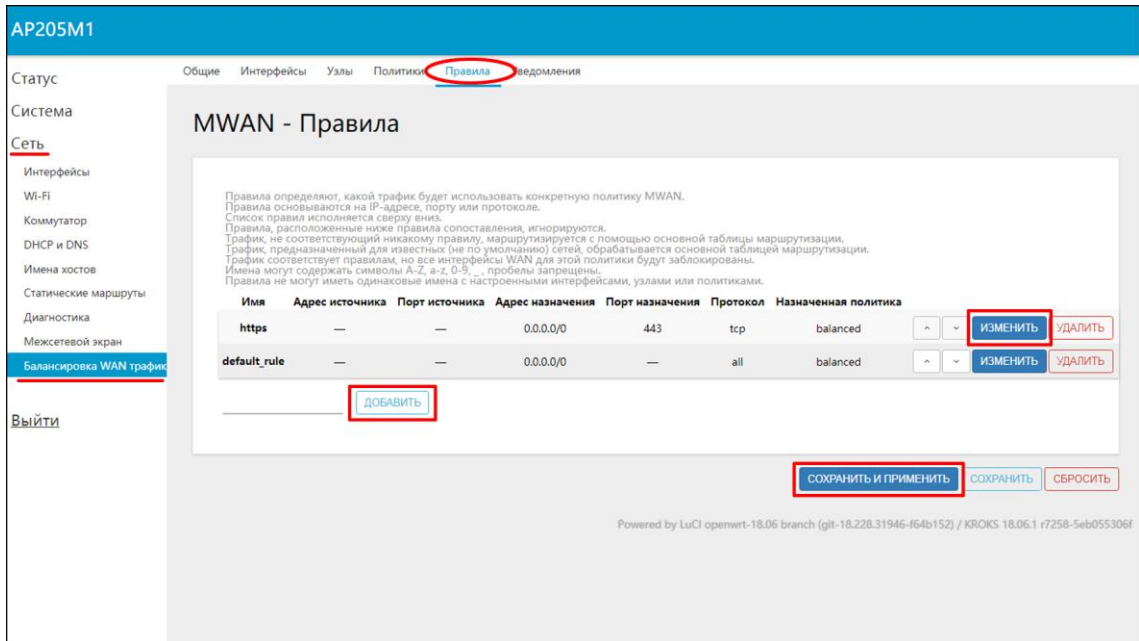 AP205M1
Статус
Система
Сеть
Интерфейсы
Wi-Fi
Коммутатор
DHCP и DNS
Имена хостов
Статические маршруты
Диагностика
Межсетевой экран
Балансировка WAN трафик
Выйти
Общие Интерфейсы Узлы Политики Правила Уведомления
MWAN - Правила
Правила определяют, какой трафик будет использовать конкретную политику MWAN.
Правила основываются на IP-адресе, порту или протоколе.
Список правил исполняется сверху вниз.
Правила, расположенные ниже правила сопоставления, игнорируются.
Трафик, не соответствующий никакому правилу, маршрутизируется с помощью основной таблицы маршрутизации.
Трафик, предназначенный для известных (не по умолчанию) сетей, обрабатывается основной таблицей маршрутизации.
Трафик соответствует правилам, но все интерфейсы WAN для этой политики будут заблокированы.
Имена могут содержать символы A-Z, a-z, 0-9, _ , пробелы запрещены.
Правила не могут иметь одинаковые имена с настроенными интерфейсами, узлами или политиками.
Имя Адрес источника Порт источника Адрес назначения Порт назначения Протокол Назначенная политика
https — — 0.0.0.0/0 443 tcp balanced ИЗМЕНИТЬ УДАЛИТЬ
default_rule — — 0.0.0.0/0 — all balanced ИЗМЕНИТЬ УДАЛИТЬ
ДОБАВИТЬ
СОХРАНИТЬ И ПРИМЕНИТЬ СОХРАНИТЬ СБРОСИТЬ
Powered by LuCI openwrt-18.06 branch (git-18.228.31946-f64b152) / KROKS 18.06.1 r7258-5eb055306f